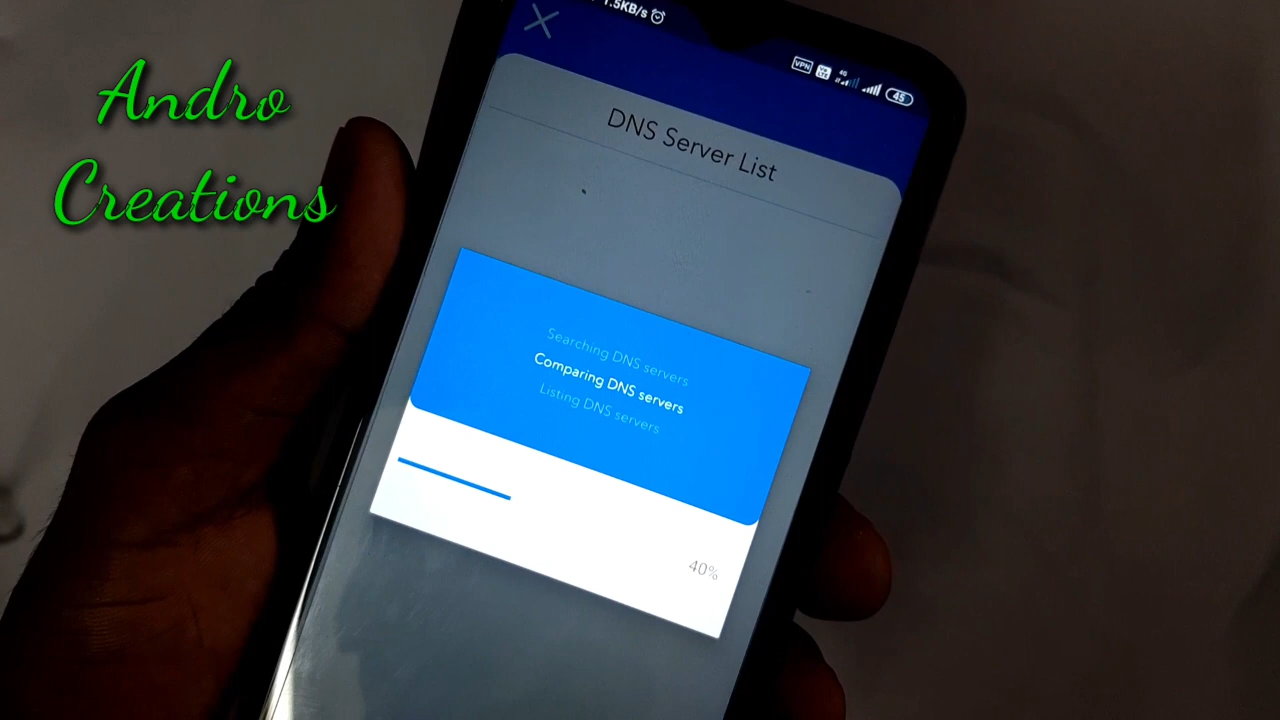 Andro
Creations
1.5KB/s
VPN
4G
45
DNS Server List
Searching DNS servers
Comparing DNS servers
Listing DNS servers
40%